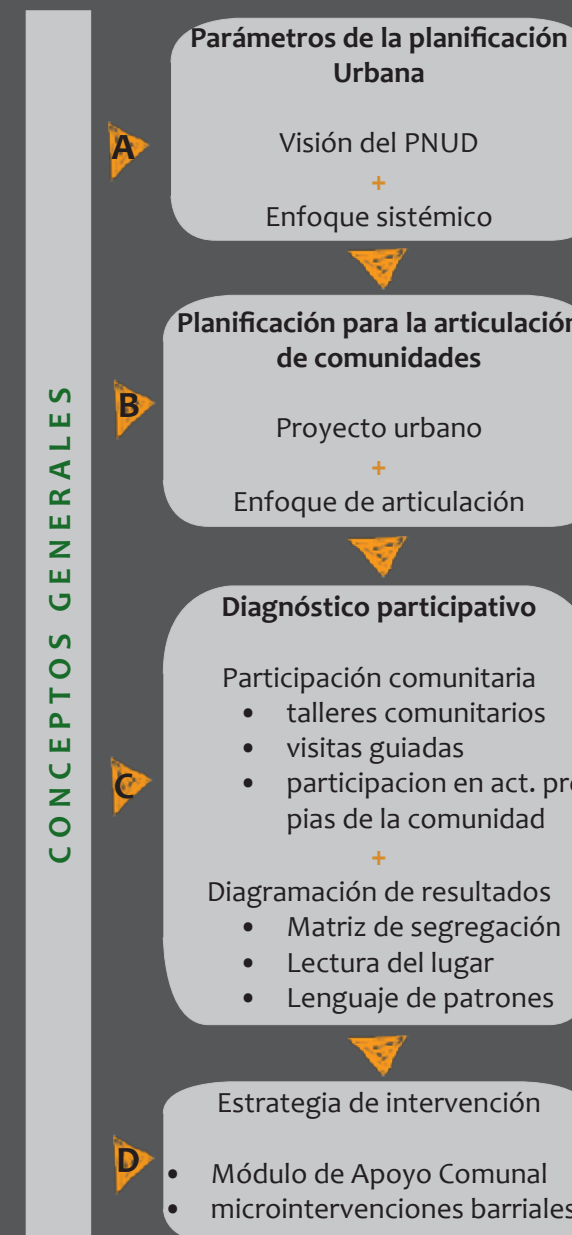 CONCEPTOS GENERALES
A
Parámetros de la planificación
Urbana
Visión del PNUD
+
Enfoque sistémico
B
Planificación para la articulación
de comunidades
Proyecto urbano
+
Enfoque de articulación
C
Diagnóstico participativo
Participación comunitaria
• talleres comunitarios
• visitas guiadas
• participacion en act. pro
pias de la comunidad
+
Diagramación de resultados
• Matriz de segregación
• Lectura del lugar
• Lenguaje de patrones
D
Estrategia de intervención
• Módulo de Apoyo Comunal
• microintervenciones barriales